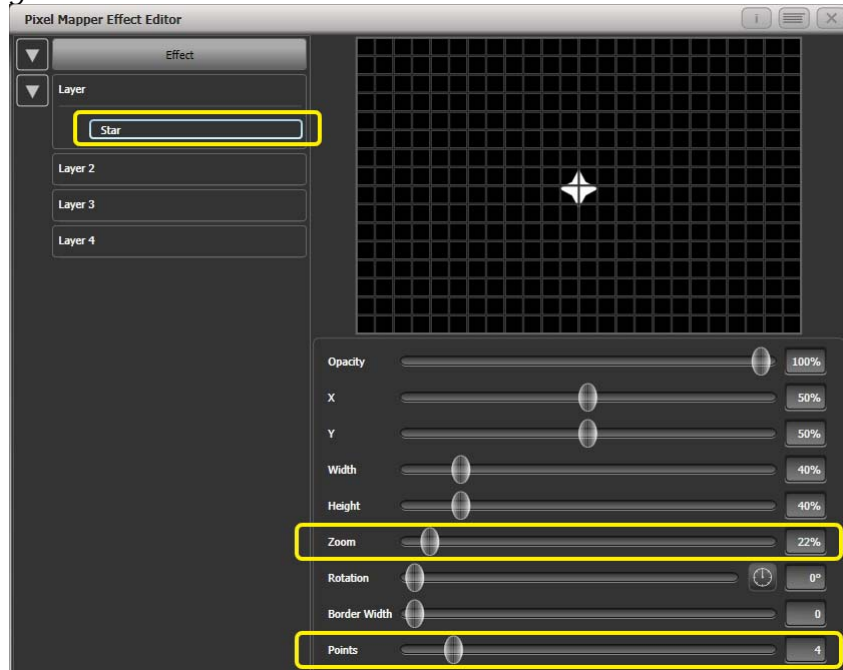 Pixel Mapper Effect Editor
Effect
Layer
Star
Layer 2
Layer 3
Layer 4
Opacity 100%
X 50%
Y 50%
Width 40%
Height 40%
Zoom 22%
Rotation 0°
Border Width 0
Points 4